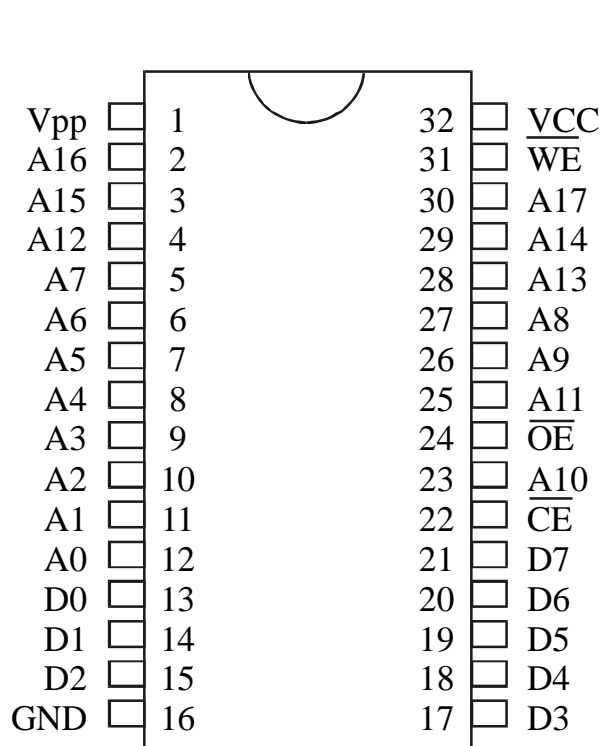 Vpp 1 32 VCC
A16 2 31 W̅E̅
A15 3 30 A17
A12 4 29 A14
A7 5 28 A13
A6 6 27 A8
A5 7 26 A9
A4 8 25 A11
A3 9 24 O̅E̅
A2 10 23 A10
A1 11 22 C̅E̅
A0 12 21 D7
D0 13 20 D6
D1 14 19 D5
D2 15 18 D4
GND 16 17 D3